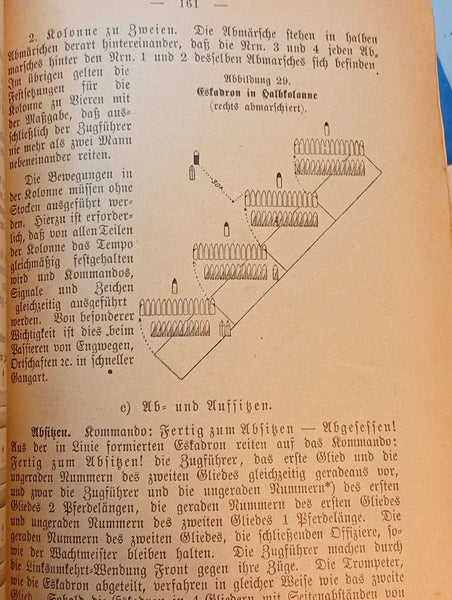 — 161 —
2. Kolonne zu Zweien. Die Abmärsche stehen in halben
Abmärschen derart hintereinander, daß die Nrn. 3 und 4 jeden Ab-
marsches hinter den Nrn. 1 und 2 desselben Abmarsches sich befinden
Im übrigen gelten die
Festsetzungen für die
Kolonne zu Vieren mit
der Maßgabe, daß aus-
schließlich der Zugführer
nie mehr als zwei Mann
nebeneinander reiten.
Die Bewegungen in
der Kolonne müssen ohne
Stocken ausgeführt wer-
den. Hierzu ist erforder-
lich, daß von allen Teilen
der Kolonne das Tempo
gleichmäßig festgehalten
wird und Kommandos,
Signale und Zeichen
gleichzeitig ausgeführt
werden. Von besonderer
Wichtigkeit ist dies beim
Passieren von Engwegen,
Ortschaften ꝛc. in schneller
Gangart.
Abbildung 29.
Eskadron in Halbkolonne
(rechts abmarschiert).
c) Ab- und Aufsitzen.
Absitzen. Kommando: Fertig zum Absitzen — Abgesessen!
Aus der in Linie formierten Eskadron reiten auf das Kommando:
Fertig zum Absitzen! die Zugführer, das erste Glied und die
ungeraden Nummern des zweiten Gliedes gleichzeitig geradeaus vor,
und zwar die Zugführer und die ungeraden Nummern*) des ersten
Gliedes 2 Pferdelängen, die geraden Nummern des ersten Gliedes
und ungeraden Nummern des zweiten Gliedes 1 Pferdelänge. Die
geraden Nummern des zweiten Gliedes, die schließenden Offiziere, so-
wie der Wachtmeister bleiben halten. Die Zugführer machen durch
die Linksumkehrt-Wendung Front gegen ihre Züge. Die Trompeter,
wie die Eskadron abgeteilt, verfahren in gleicher Weise wie das zweite
Glied. Sobald die Eskadron in 4 Gliedern mit Seitenabständen von